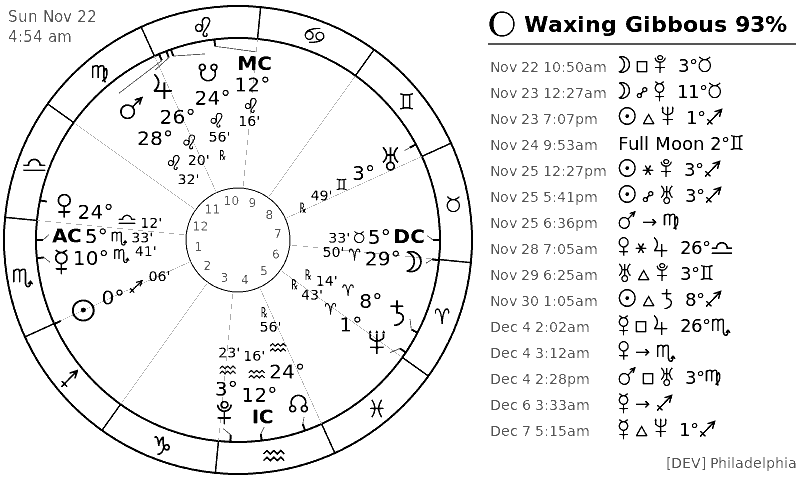 Sun Nov 22
4:54 am
MC
12° ♌ 16'
☋ 24° ♌ 56' ℞
♃ 26° ♌ 20'
♂ 28° ♌ 32'
♅ 3° ♊ 49' ℞
♀ 24° ♎ 12'
AC 5° ♏ 33'
☿ 10° ♏ 41'
☉ 0° ♐ 06'
33' ♉ 5° DC
50' ♈ 29° ☽
℞ 14' ♈ 8° ♄
℞ 43' ♈ 1° ♆
℞ 56' ♒ 24° ☊
16' ♒ 12° IC
23' ♒ 3° ♇
1 2 3 4 5 6 7 8 9 10 11 12
♈ ♉ ♊ ♋ ♌ ♍ ♎ ♏ ♐ ♑ ♒ ♓
Waxing Gibbous 93%
Nov 22 10:50am ☽ □ ⯓ 3°♉
Nov 23 12:27am ☽ ☍ ☿ 11°♉
Nov 23 7:07pm ☉ △ ♆ 1°♐
Nov 24 9:53am Full Moon 2°♊
Nov 25 12:27pm ☉ ⚹ ⯓ 3°♐
Nov 25 5:41pm ☉ ☍ ♅ 3°♐
Nov 25 6:36pm ♂ → ♍
Nov 28 7:05am ♀ ⚹ ♃ 26°♎
Nov 29 6:25am ♅ △ ⯓ 3°♊
Nov 30 1:05am ☉ △ ♄ 8°♐
Dec 4 2:02am ☿ □ ♃ 26°♏
Dec 4 3:12am ♀ → ♏
Dec 4 2:28pm ♂ □ ♅ 3°♍
Dec 6 3:33am ☿ → ♐
Dec 7 5:15am ☿ △ ♆ 1°♐
[DEV] Philadelphia